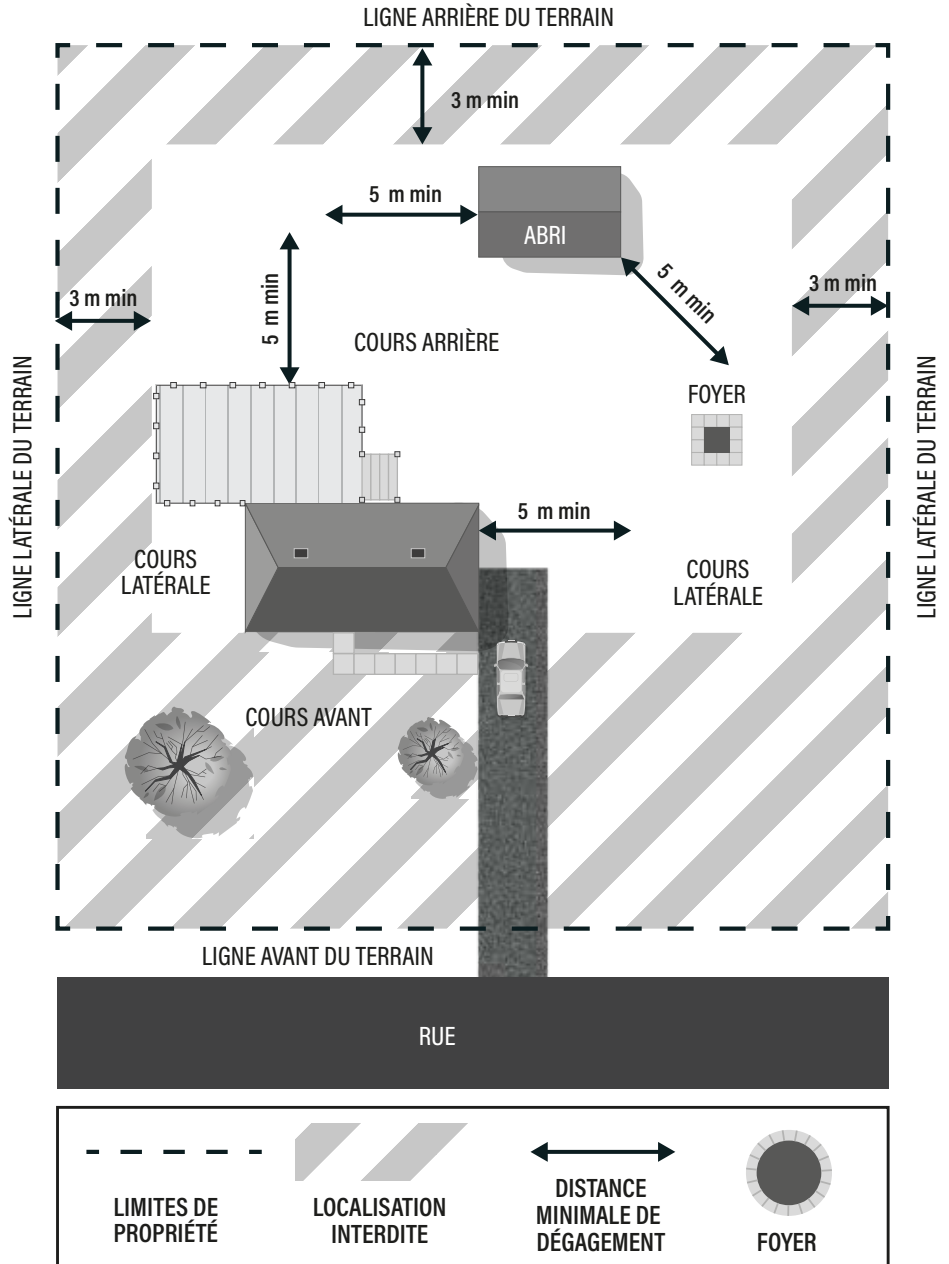 LIGNE ARRIÈRE DU TERRAIN
3 m min
5 m min
ABRI
5 m min
5 m min
3 m min
3 m min
COURS ARRIÈRE
FOYER
LIGNE LATÉRALE DU TERRAIN
LIGNE LATÉRALE DU TERRAIN
5 m min
COURS
LATÉRALE
COURS
LATÉRALE
COURS AVANT
LIGNE AVANT DU TERRAIN
RUE
LIMITES DE
PROPRIÉTÉ
LOCALISATION
INTERDITE
DISTANCE
MINIMALE DE
DÉGAGEMENT
FOYER